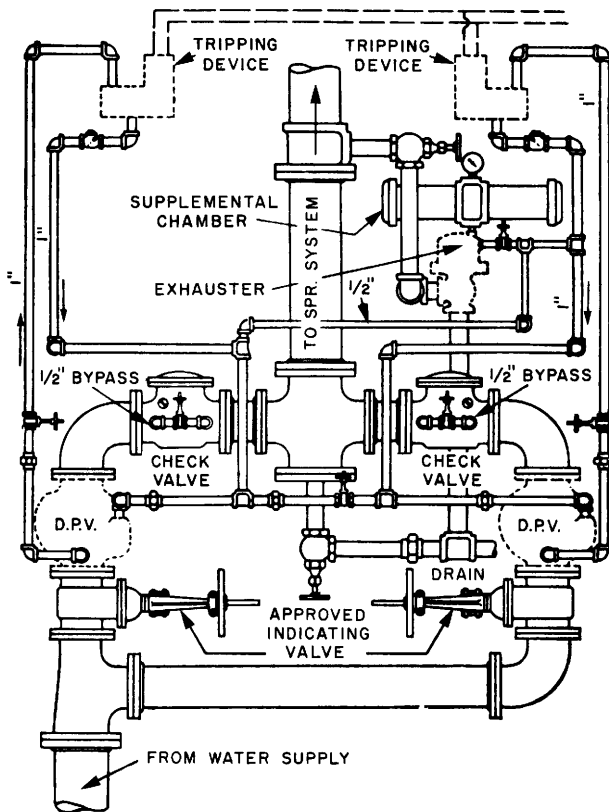 TRIPPING
DEVICE
TRIPPING
DEVICE
SUPPLEMENTAL
CHAMBER
TO SPR. SYSTEM
EXHAUSTER
1/2"
1"
1"
1"
1"
1/2" BYPASS
1/2" BYPASS
CHECK
VALVE
CHECK
VALVE
D.P.V.
D.P.V.
DRAIN
APPROVED
INDICATING
VALVE
FROM WATER SUPPLY